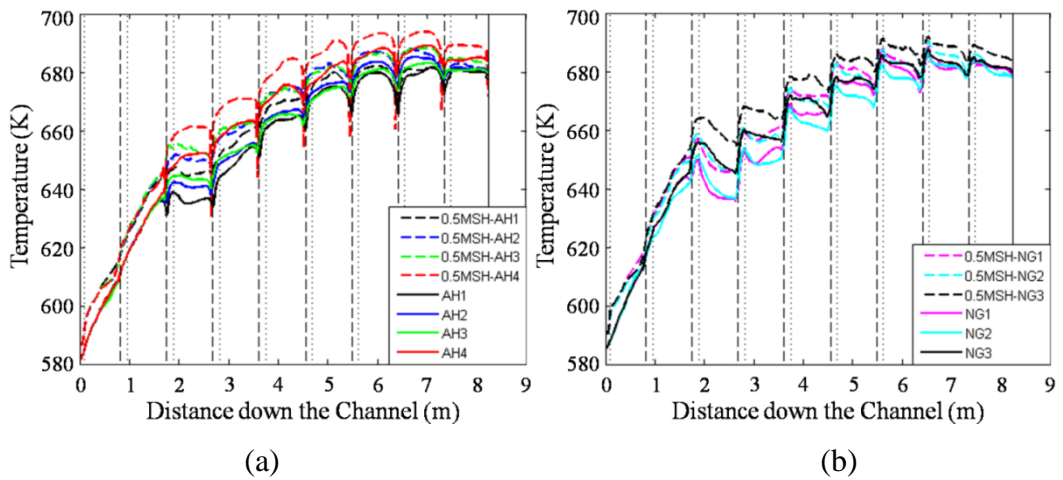 700
680
660
640
620
600
580
Temperature (K)
0.5MSH-AH1
0.5MSH-AH2
0.5MSH-AH3
0.5MSH-AH4
AH1
AH2
AH3
AH4
0 1 2 3 4 5 6 7 8 9
Distance down the Channel (m)
(a)
700
680
660
640
620
600
580
Temperature (K)
0.5MSH-NG1
0.5MSH-NG2
0.5MSH-NG3
NG1
NG2
NG3
0 1 2 3 4 5 6 7 8 9
Distance down the Channel (m)
(b)